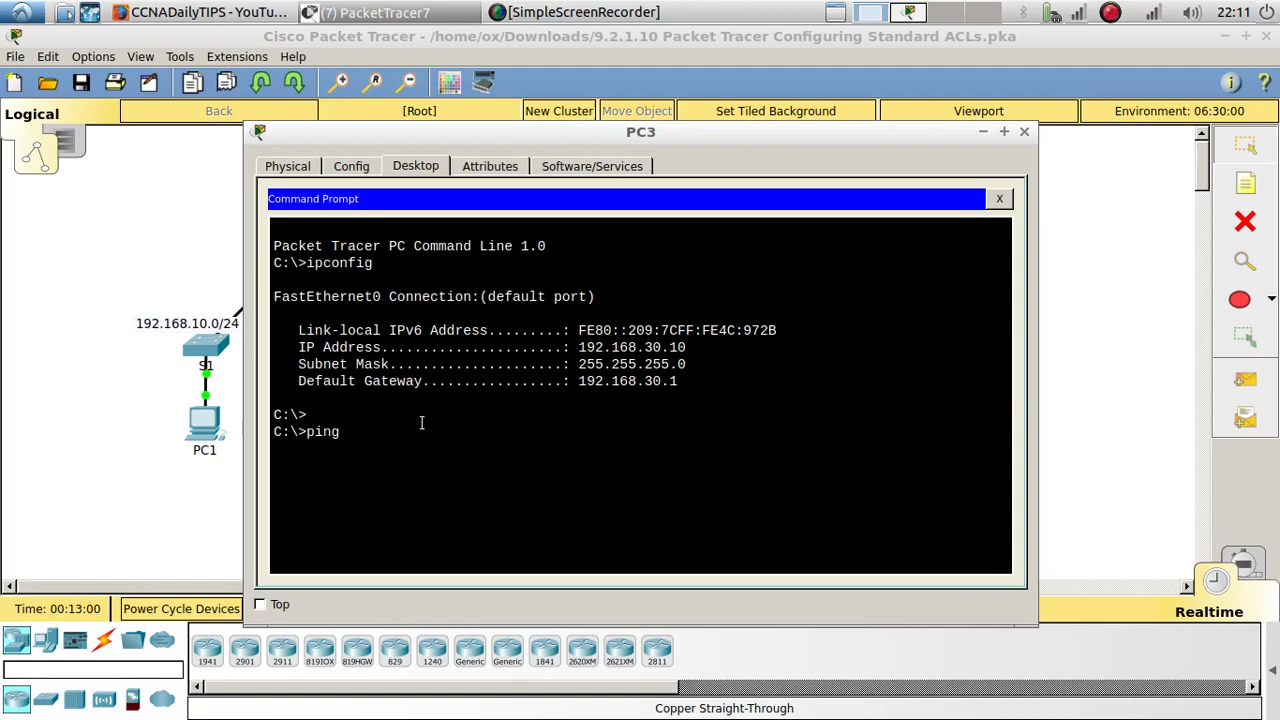 CCNADailyTIPS - YouTu...
(7) PacketTracer7
[SimpleScreenRecorder]
22:11
Cisco Packet Tracer - /home/ox/Downloads/9.2.1.10 Packet Tracer Configuring Standard ACLs.pka
File Edit Options View Tools Extensions Help
Logical
Back
[Root]
New Cluster
Move Object
Set Tiled Background
Viewport
Environment: 06:30:00
PC3
Physical Config Desktop Attributes Software/Services
Command Prompt
X
Packet Tracer PC Command Line 1.0
C:\>ipconfig
FastEthernet0 Connection:(default port)
Link-local IPv6 Address.........: FE80::209:7CFF:FE4C:972B
IP Address......................: 192.168.30.10
Subnet Mask.....................: 255.255.255.0
Default Gateway.................: 192.168.30.1
C:\>
C:\>ping
192.168.10.0/24
S1
PC1
Top
Time: 00:13:00
Power Cycle Devices
Realtime
1941 2901 2911 819IOX 819HGW 829 1240 Generic Generic 1841 2620XM 2621XM 2811
Copper Straight-Through